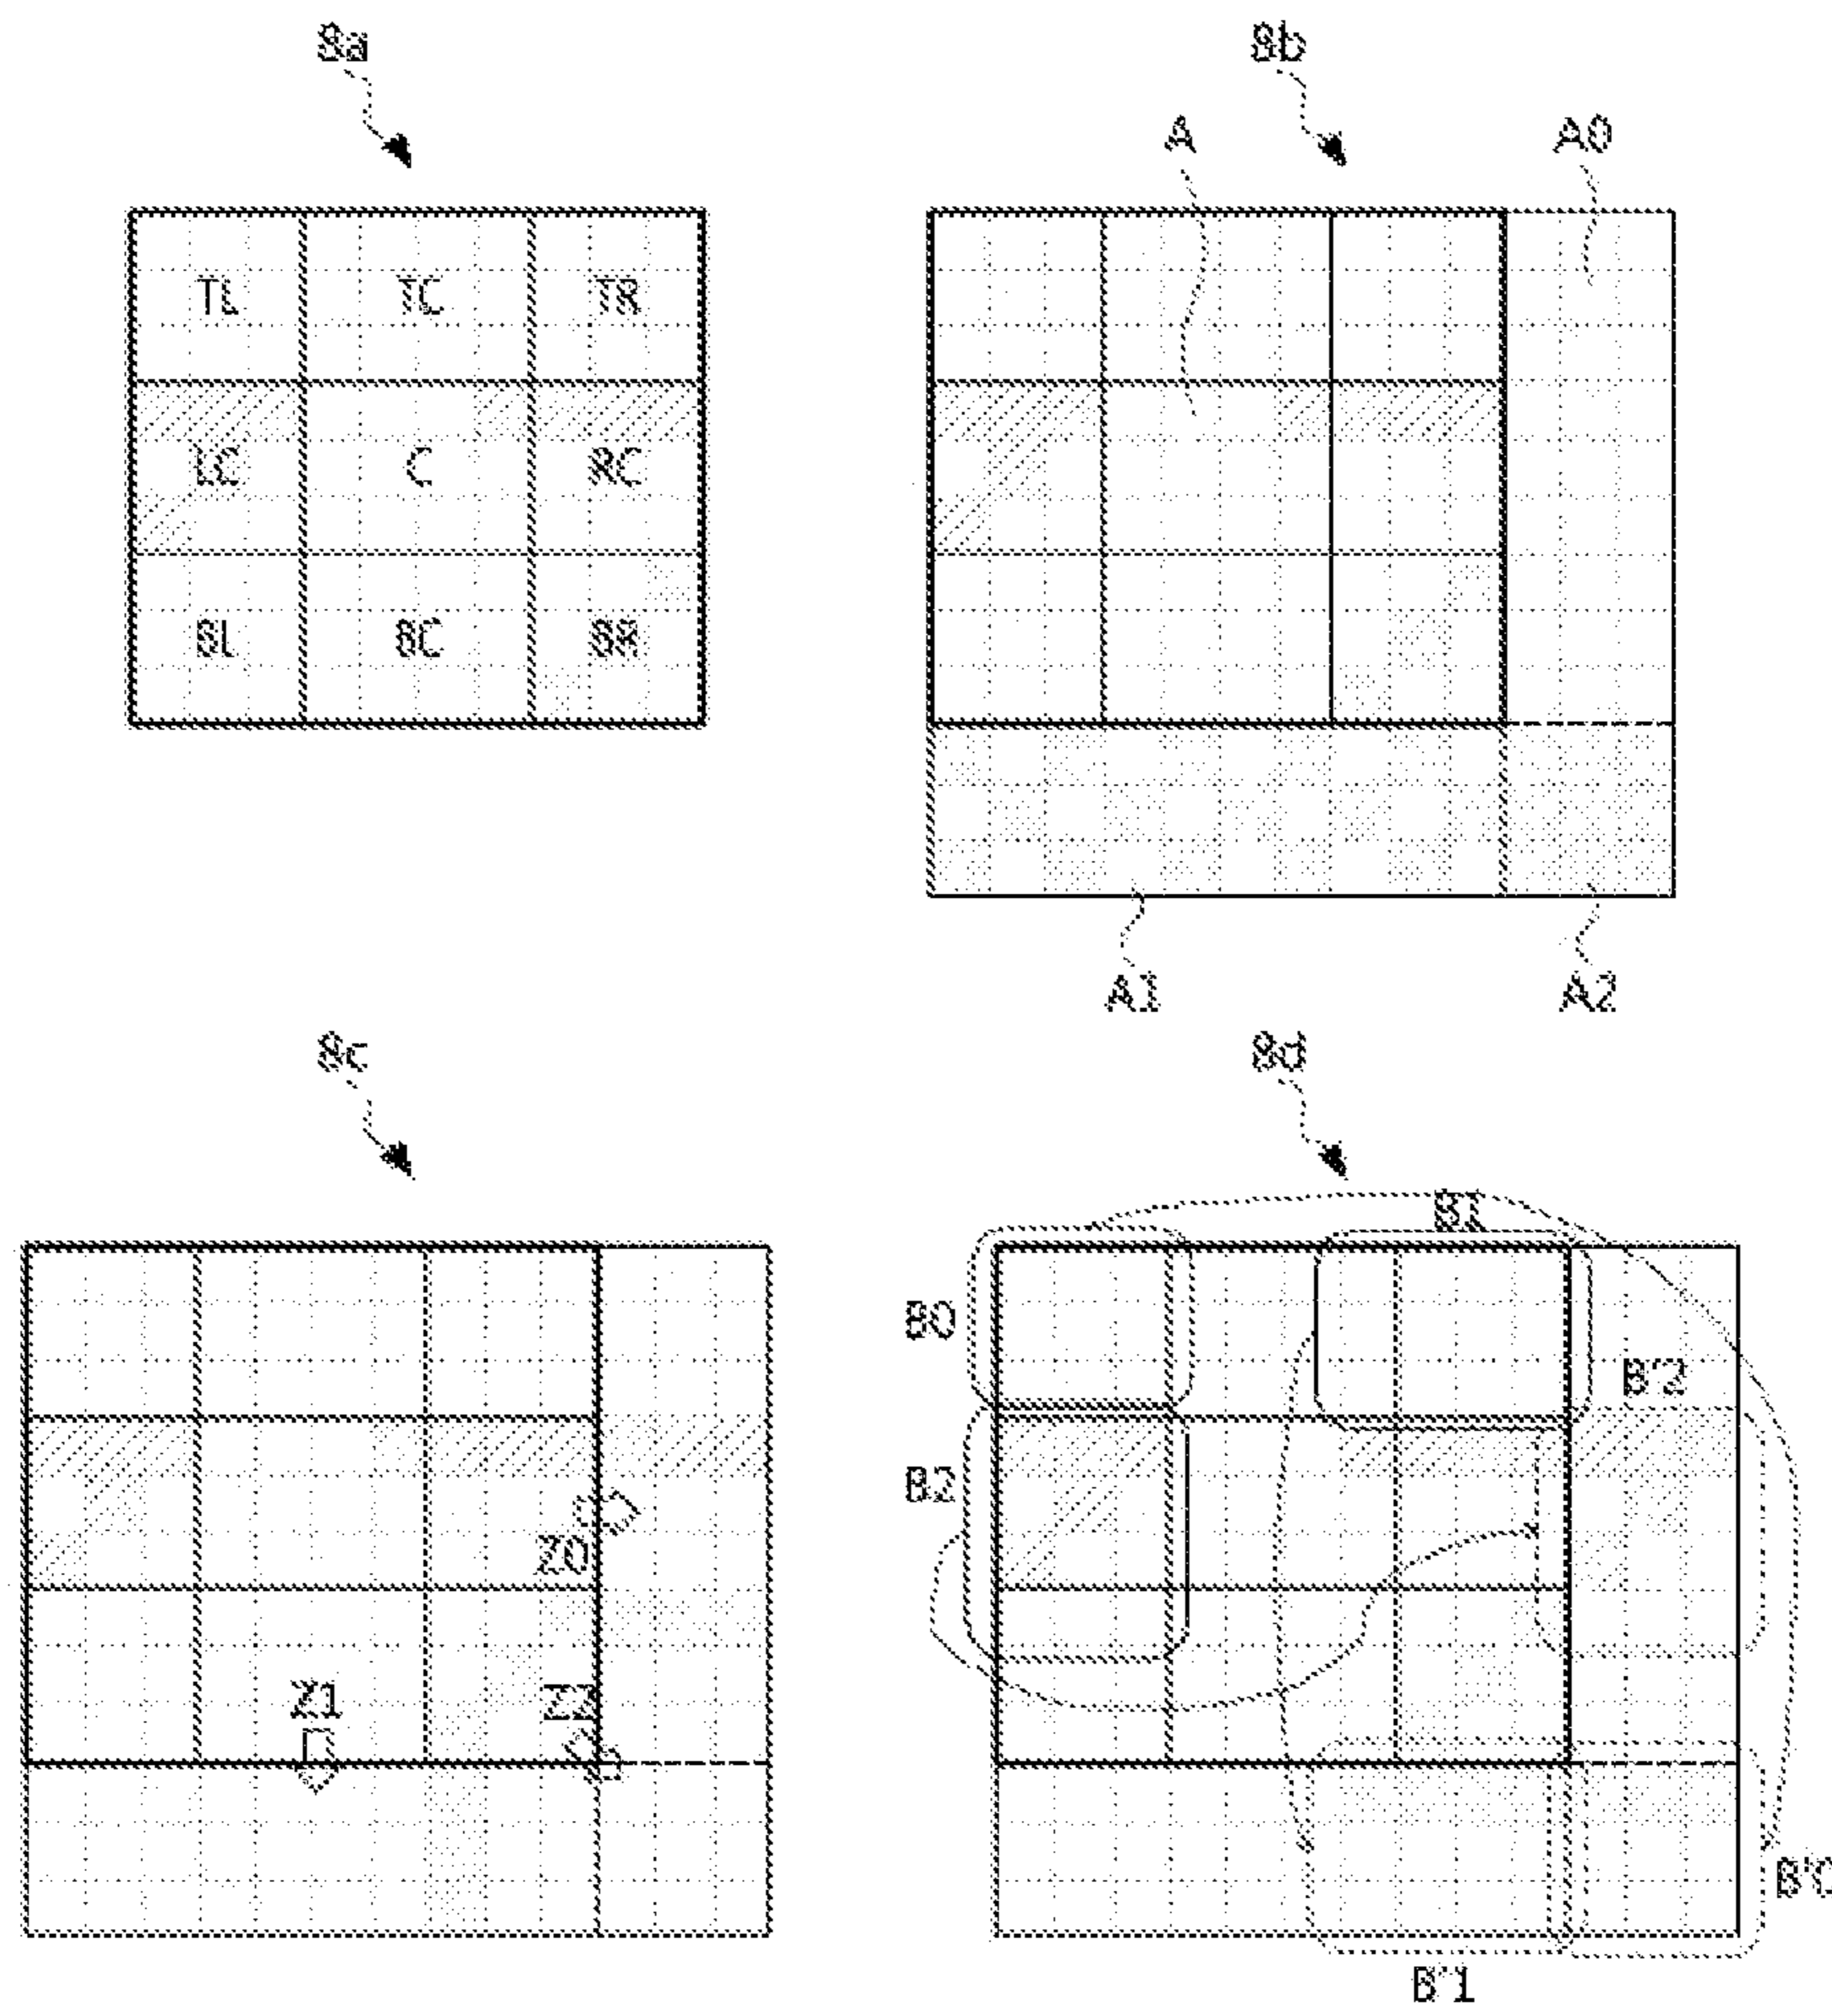 8a
8b
A
A0
TL TC TR
LC C RC
BL BC BR
A1
A2
8c
8d
B1
B0
B'2
B2
Z0
Z1
Z2
B'0
B'1